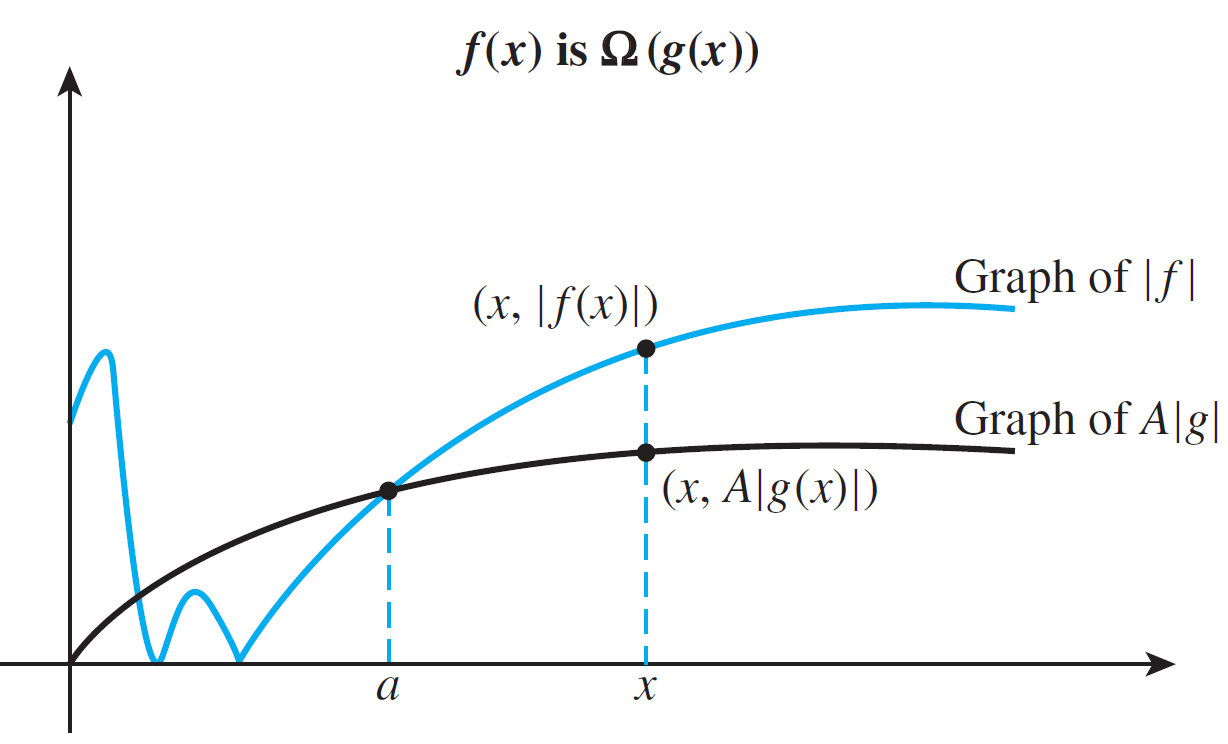 f(x) is Ω(g(x))
Graph of |f|
(x, |f(x)|)
Graph of A|g|
(x, A|g(x)|)
a
x